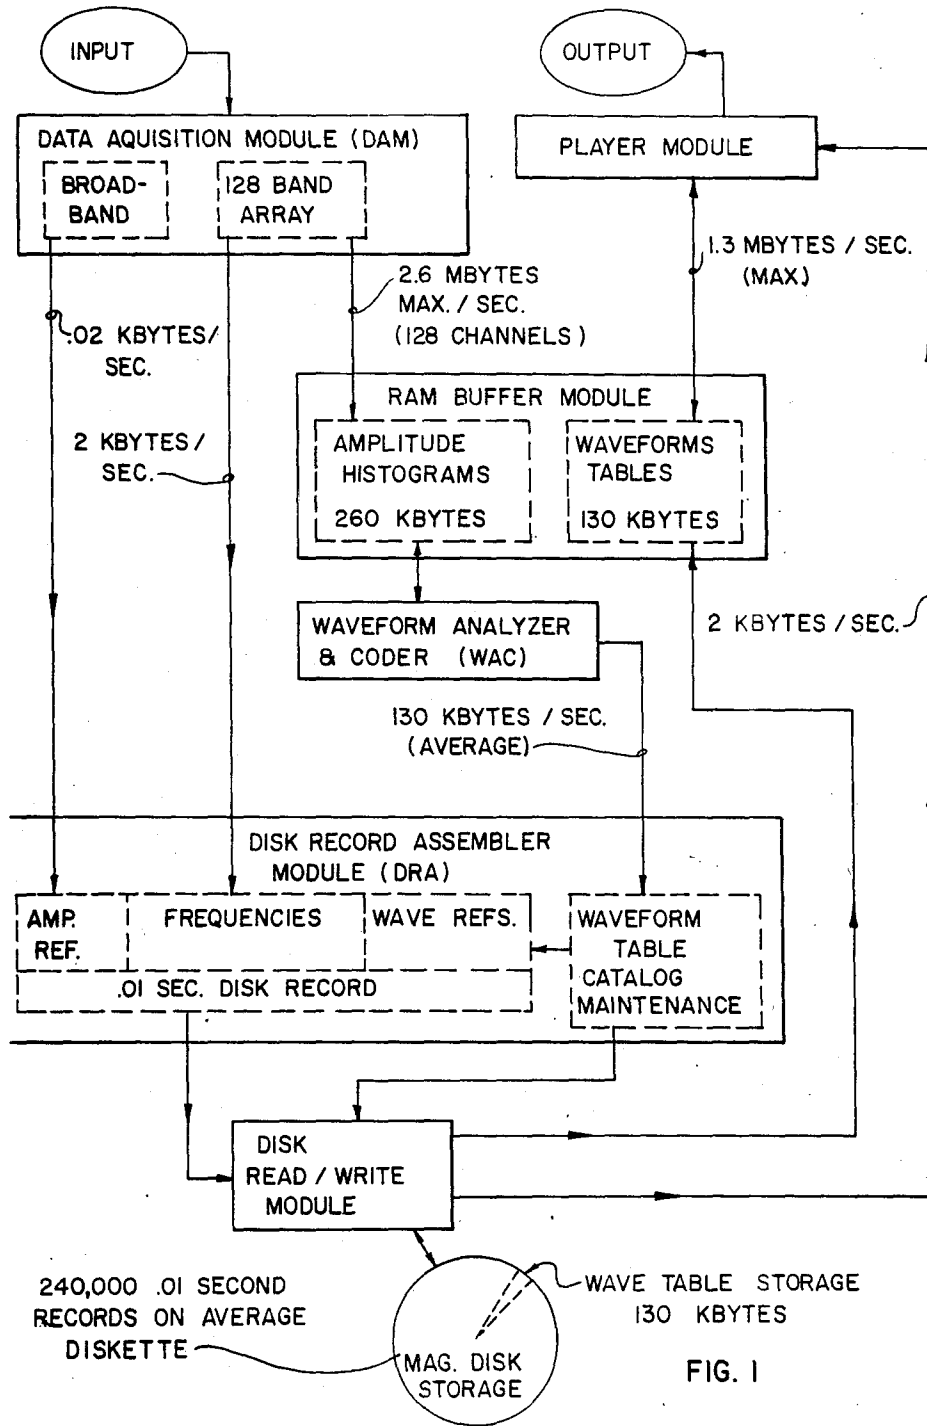 INPUT
OUTPUT
DATA AQUISITION MODULE (DAM)
BROAD-
BAND
128 BAND
ARRAY
PLAYER MODULE
1.3 MBYTES / SEC.
(MAX.)
2.6 MBYTES
MAX. / SEC.
(128 CHANNELS)
.02 KBYTES/
SEC.
2 KBYTES /
SEC.
RAM BUFFER MODULE
AMPLITUDE
HISTOGRAMS
260 KBYTES
WAVEFORMS
TABLES
130 KBYTES
WAVEFORM ANALYZER
& CODER (WAC)
2 KBYTES / SEC.
130 KBYTES / SEC.
(AVERAGE)
DISK RECORD ASSEMBLER
MODULE (DRA)
AMP.
REF.
FREQUENCIES
WAVE REFS.
.01 SEC. DISK RECORD
WAVEFORM
TABLE
CATALOG
MAINTENANCE
DISK
READ / WRITE
MODULE
240,000 .01 SECOND
RECORDS ON AVERAGE
DISKETTE
WAVE TABLE STORAGE
130 KBYTES
MAG. DISK
STORAGE
FIG. 1